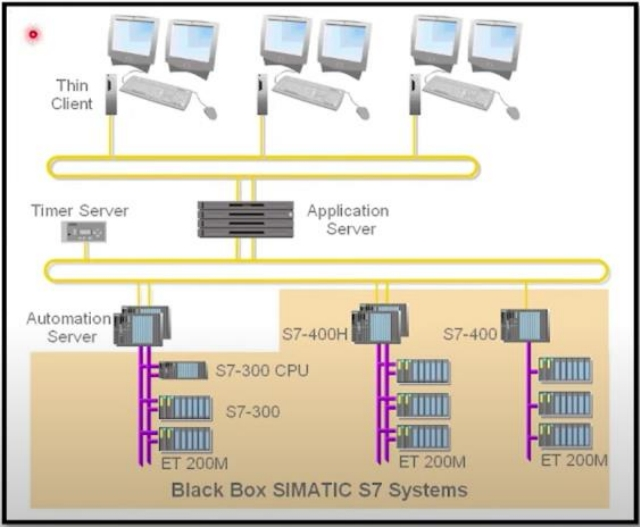 Thin
Client
Timer Server
Application
Server
Automation
Server
S7-400H
S7-400
S7-300 CPU
S7-300
ET 200M
ET 200M
ET 200M
Black Box SIMATIC S7 Systems